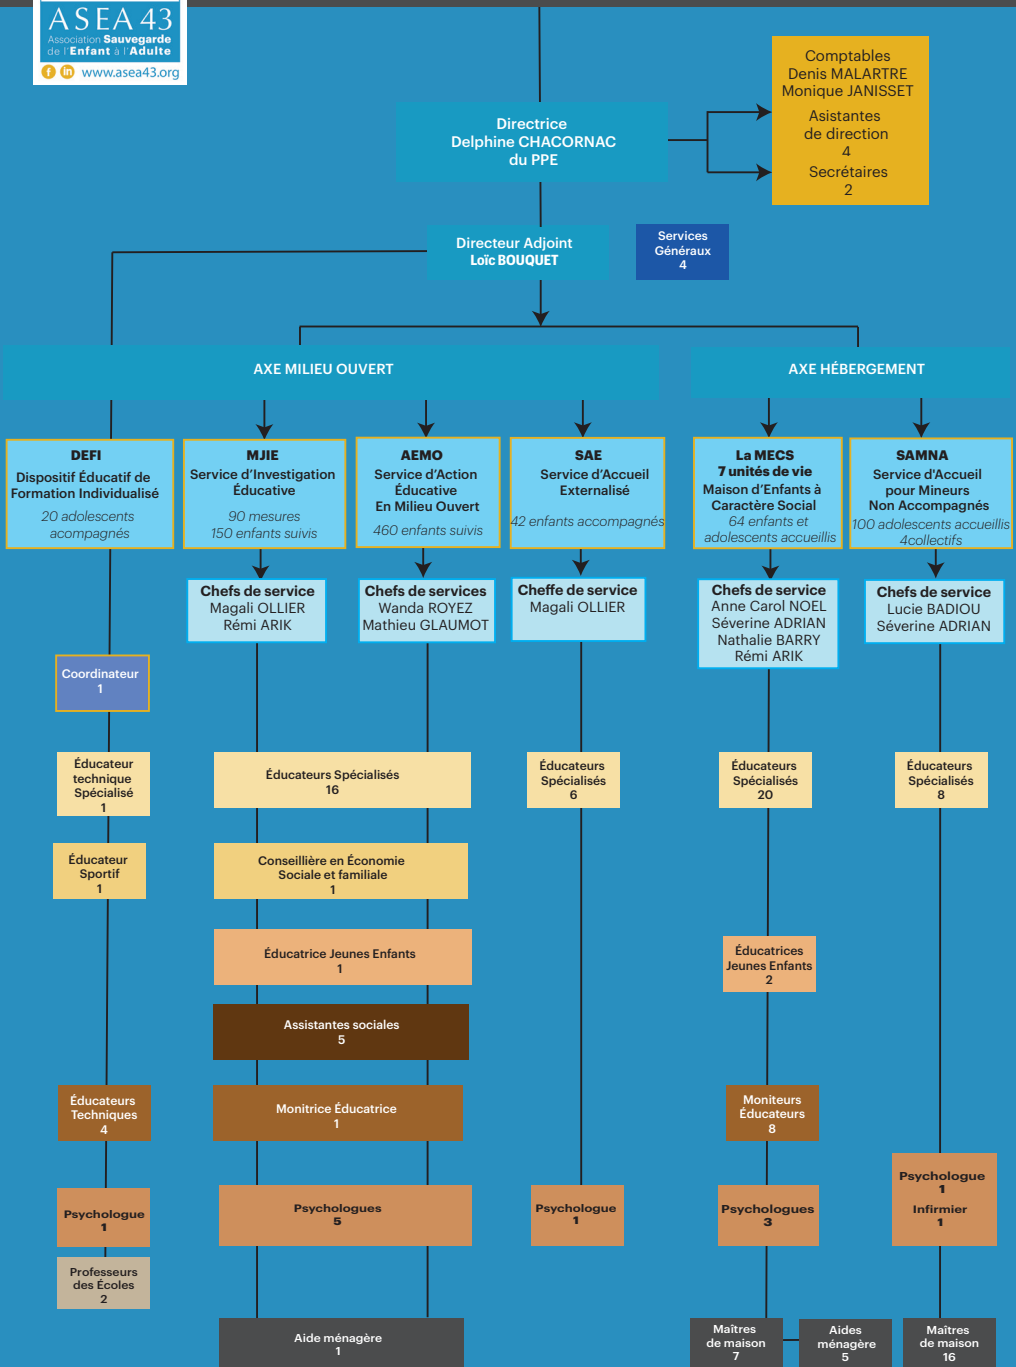 ASEA 43
Association Sauvegarde
de l'Enfant à l'Adulte
f in www.asea43.org
Comptables
Denis MALARTRE
Monique JANISSET
Asistantes
de direction
4
Secrétaires
2
Directrice
Delphine CHACORNAC
du PPE
Directeur Adjoint
Loïc BOUQUET
Services
Généraux
4
AXE MILIEU OUVERT
AXE HÉBERGEMENT
DEFI
Dispositif Éducatif de
Formation Individualisé
20 adolescents
acompagnés
MJIE
Service d'Investigation
Éducative
90 mesures
150 enfants suivis
AEMO
Service d'Action
Éducative
En Milieu Ouvert
460 enfants suivis
SAE
Service d'Accueil
Externalisé
42 enfants accompagnés
La MECS
7 unités de vie
Maison d'Enfants à
Caractère Social
64 enfants et
adolescents accueillis
SAMNA
Service d'Accueil
pour Mineurs
Non Accompagnés
100 adolescents accueillis
4collectifs
Chefs de service
Magali OLLIER
Rémi ARIK
Chefs de services
Wanda ROYEZ
Mathieu GLAUMOT
Cheffe de service
Magali OLLIER
Chefs de service
Anne Carol NOEL
Séverine ADRIAN
Nathalie BARRY
Rémi ARIK
Chefs de service
Lucie BADIOU
Séverine ADRIAN
Coordinateur
1
Éducateur
technique
Spécialisé
1
Éducateurs Spécialisés
16
Éducateurs
Spécialisés
6
Éducateurs
Spécialisés
20
Éducateurs
Spécialisés
8
Éducateur
Sportif
1
Conseillière en Économie
Sociale et familiale
1
Éducatrice Jeunes Enfants
1
Éducatrices
Jeunes Enfants
2
Assistantes sociales
5
Éducateurs
Techniques
4
Monitrice Éducatrice
1
Moniteurs
Éducateurs
8
Psychologue
1
Psychologues
5
Psychologue
1
Psychologues
3
Psychologue
1
Infirmier
1
Professeurs
des Écoles
2
Aide ménagère
1
Maîtres
de maison
7
Aides
ménagère
5
Maîtres
de maison
16